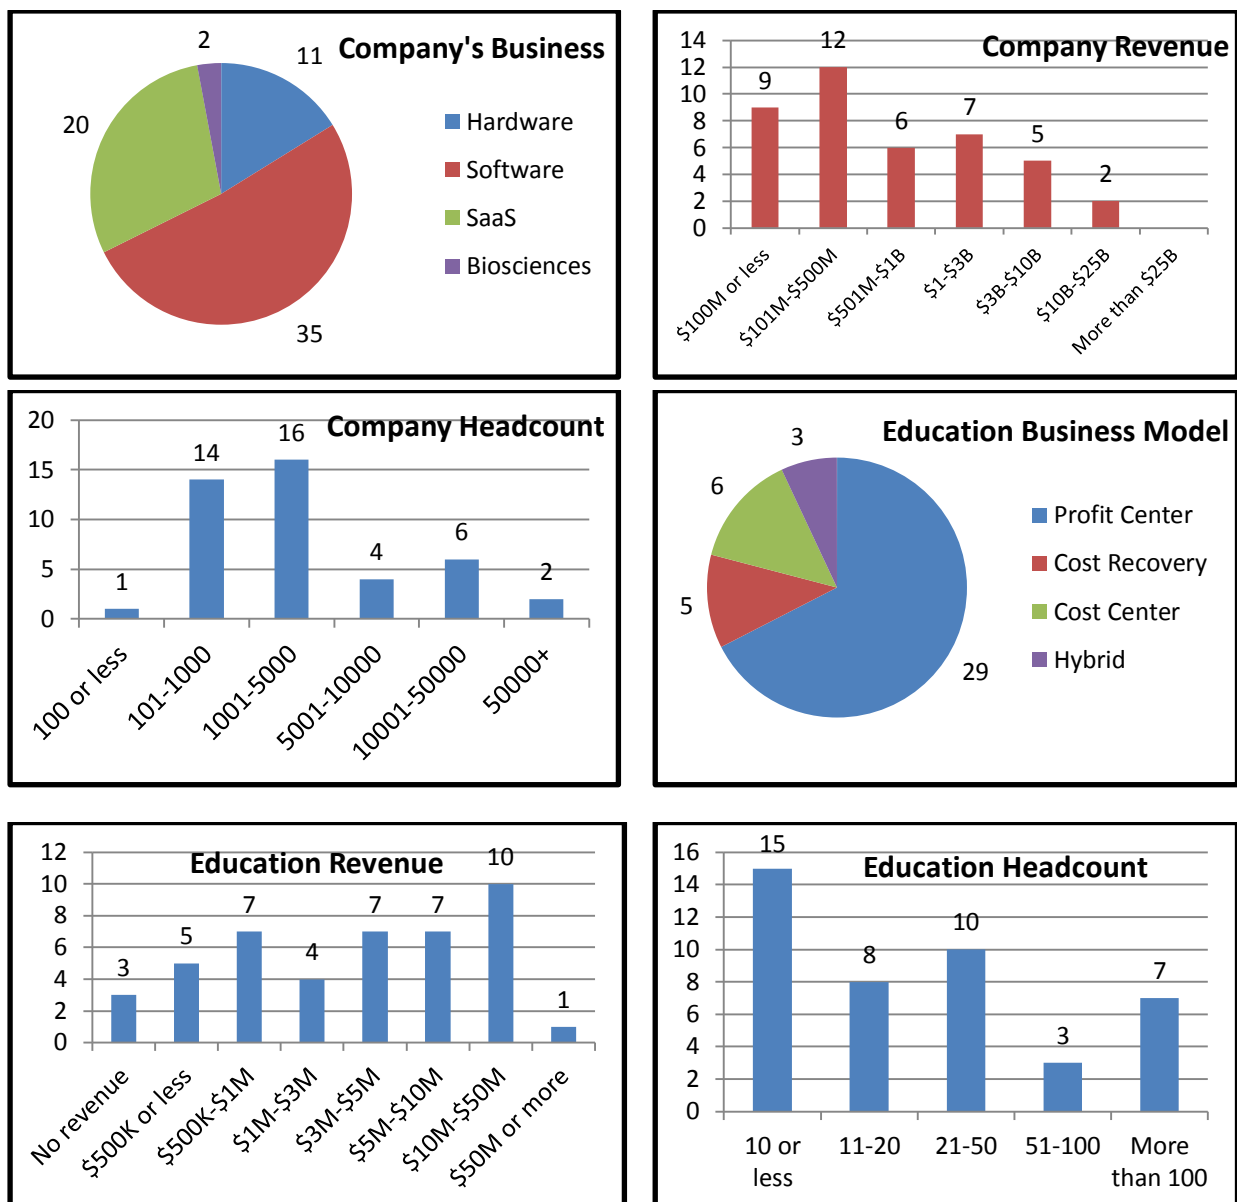 Company's Business
2
11
20
35
Hardware
Software
SaaS
Biosciences
Company Revenue
14
12
10
8
6
4
2
0
9
12
6
7
5
2
$100M or less
$101M-$500M
$501M-$1B
$1-$3B
$3B-$10B
$10B-$25B
More than $25B
Company Headcount
20
15
10
5
0
1
14
16
4
6
2
100 or less
101-1000
1001-5000
5001-10000
10001-50000
50000+
Education Business Model
3
6
5
29
Profit Center
Cost Recovery
Cost Center
Hybrid
Education Revenue
12
10
8
6
4
2
0
3
5
7
4
7
7
10
1
No revenue
$500K or less
$500K-$1M
$1M-$3M
$3M-$5M
$5M-$10M
$10M-$50M
$50M or more
Education Headcount
16
14
12
10
8
6
4
2
0
15
8
10
3
7
10 or
less
11-20
21-50
51-100
More
than 100